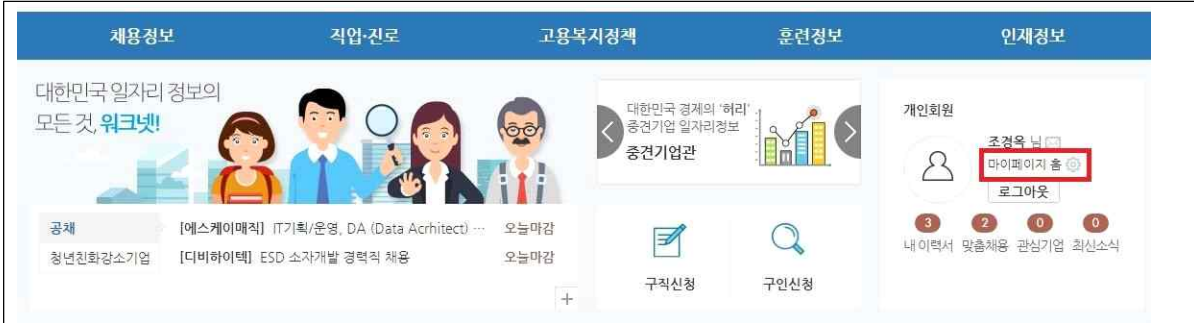 채용정보 직업·진로 고용복지정책 훈련정보 인재정보
대한민국 일자리 정보의
모든 것, 워크넷!
대한민국 경제의 '허리'
중견기업 일자리정보
중견기업관
개인회원
조경옥 님
마이페이지 홈
로그아웃
3 2 0 0
내 이력서 맞춤채용 관심기업 최신소식
공채 [에스케이매직] IT기획/운영, DA (Data Acrhitect) ··· 오늘마감
청년친화강소기업 [디비하이텍] ESD 소자개발 경력직 채용 오늘마감
+
구직신청 구인신청